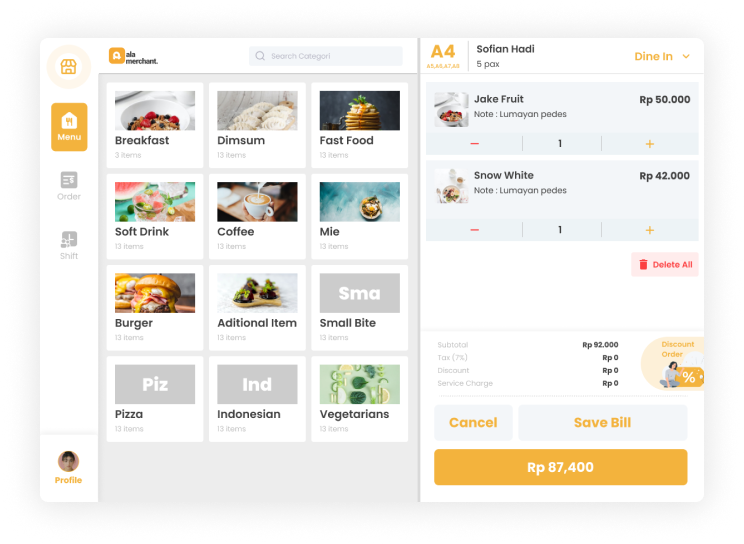 ala
merchant.
Search Categori
A4
A5,A6,A7,A8
Sofian Hadi
5 pax
Dine In
Menu
Order
Shift
Profile
Breakfast
3 items
Dimsum
13 items
Fast Food
13 items
Soft Drink
13 items
Coffee
13 items
Mie
13 items
Burger
13 items
Aditional Item
13 items
Sma
Small Bite
13 items
Piz
Pizza
13 items
Ind
Indonesian
13 items
Vegetarians
13 items
Jake Fruit
Rp 50.000
Note : Lumayan pedes
1
Snow White
Rp 42.000
Note : Lumayan pedes
1
Delete All
Subtotal Rp 92.000
Tax (7%) Rp 0
Discount Rp 0
Service Charge Rp 0
Discount
Order
%
Cancel
Save Bill
Rp 87,400